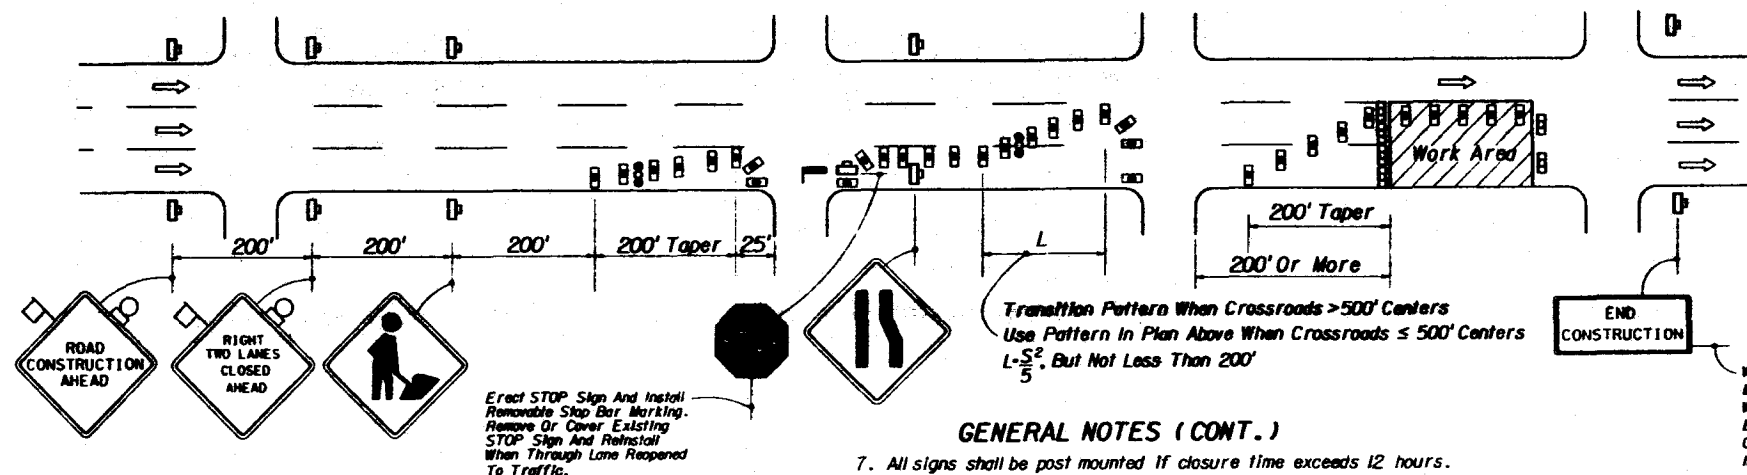 Work Area
200'
200'
200'
200' Taper
25'
L
200' Taper
200' Or More
ROAD
CONSTRUCTION
AHEAD
RIGHT
TWO LANES
CLOSED
AHEAD
Transition Pattern When Crossroads > 500' Centers
Use Pattern In Plan Above When Crossroads ≤ 500' Centers
L=S²/5, But Not Less Than 200'
END
CONSTRUCTION
Erect STOP Sign And Install
Removable Stop Bar Marking.
Remove Or Cover Existing
STOP Sign And Reinstall
When Through Lane Reopened
To Traffic.
GENERAL NOTES (CONT.)
7. All signs shall be post mounted if closure time exceeds 12 hours.